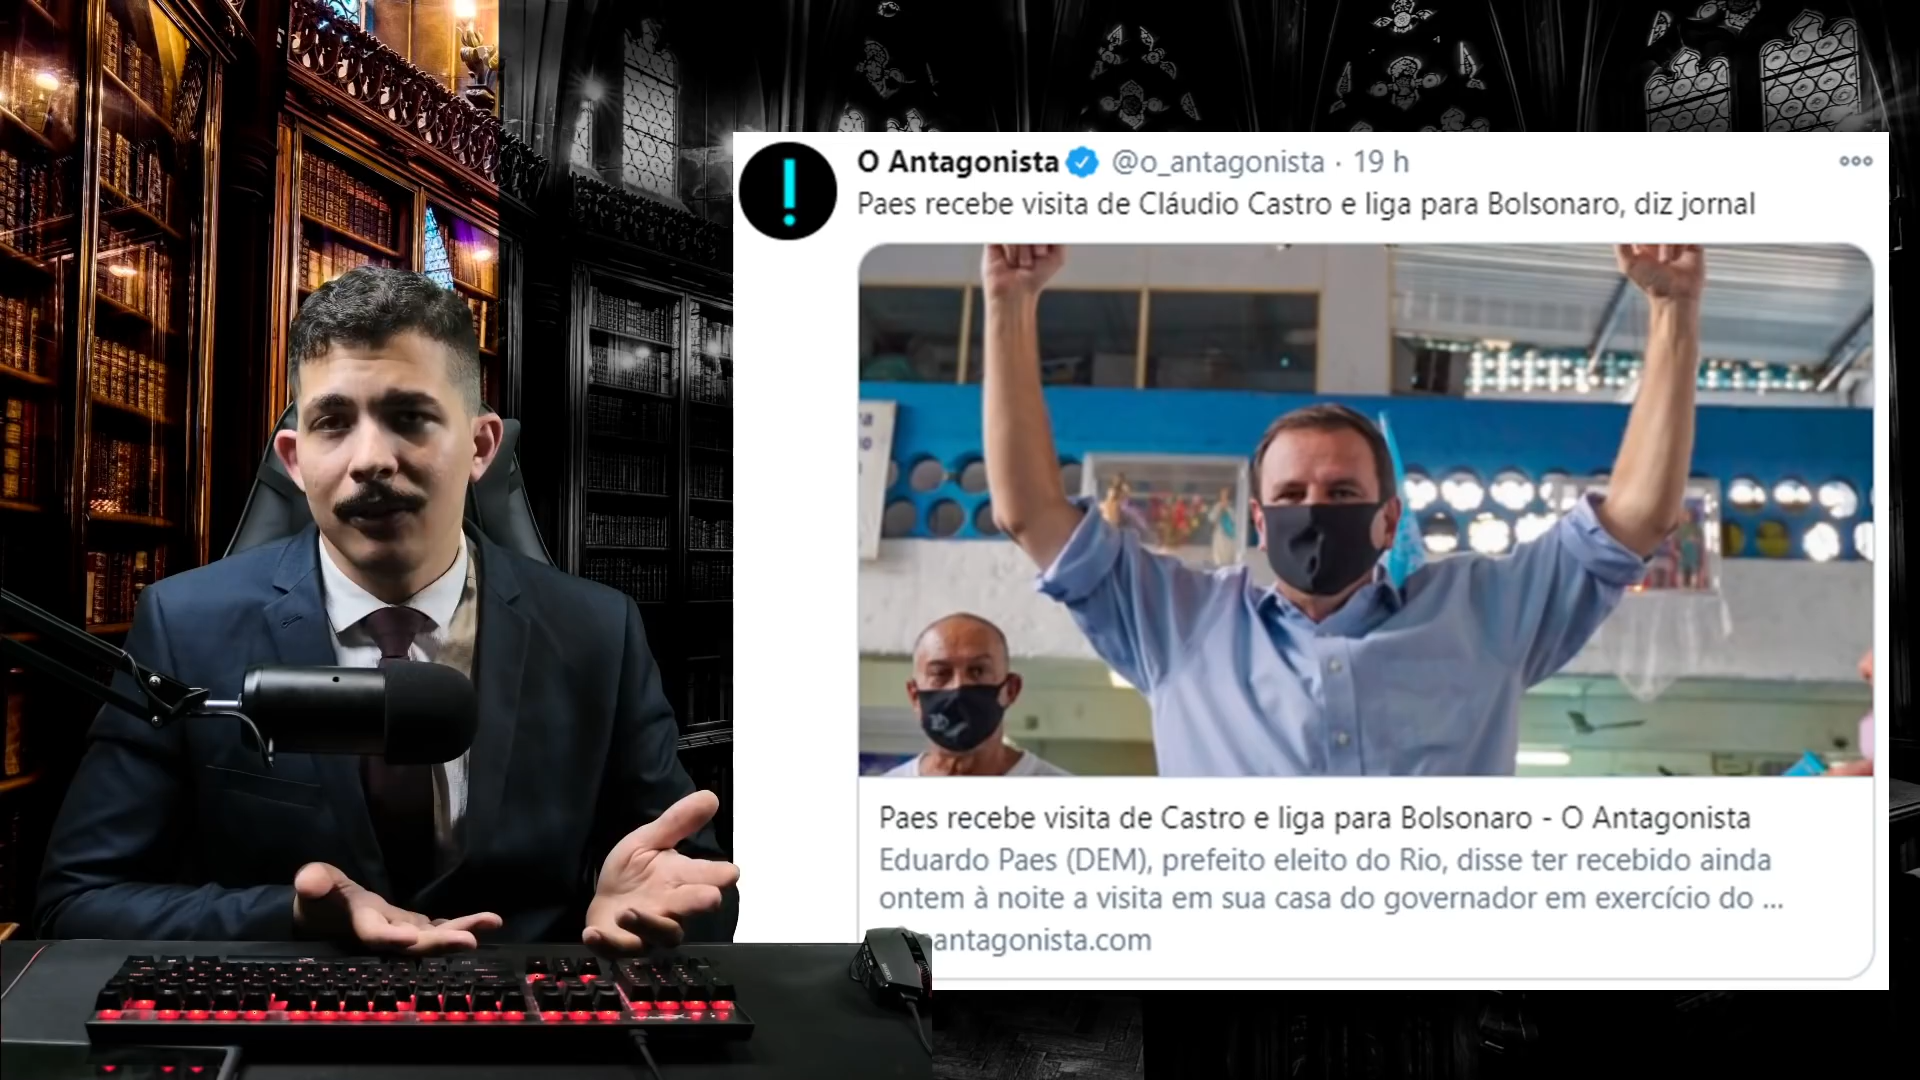 O Antagonista @o_antagonista · 19 h
Paes recebe visita de Cláudio Castro e liga para Bolsonaro, diz jornal
Paes recebe visita de Castro e liga para Bolsonaro - O Antagonista
Eduardo Paes (DEM), prefeito eleito do Rio, disse ter recebido ainda
ontem à noite a visita em sua casa do governador em exercício do ...
antagonista.com